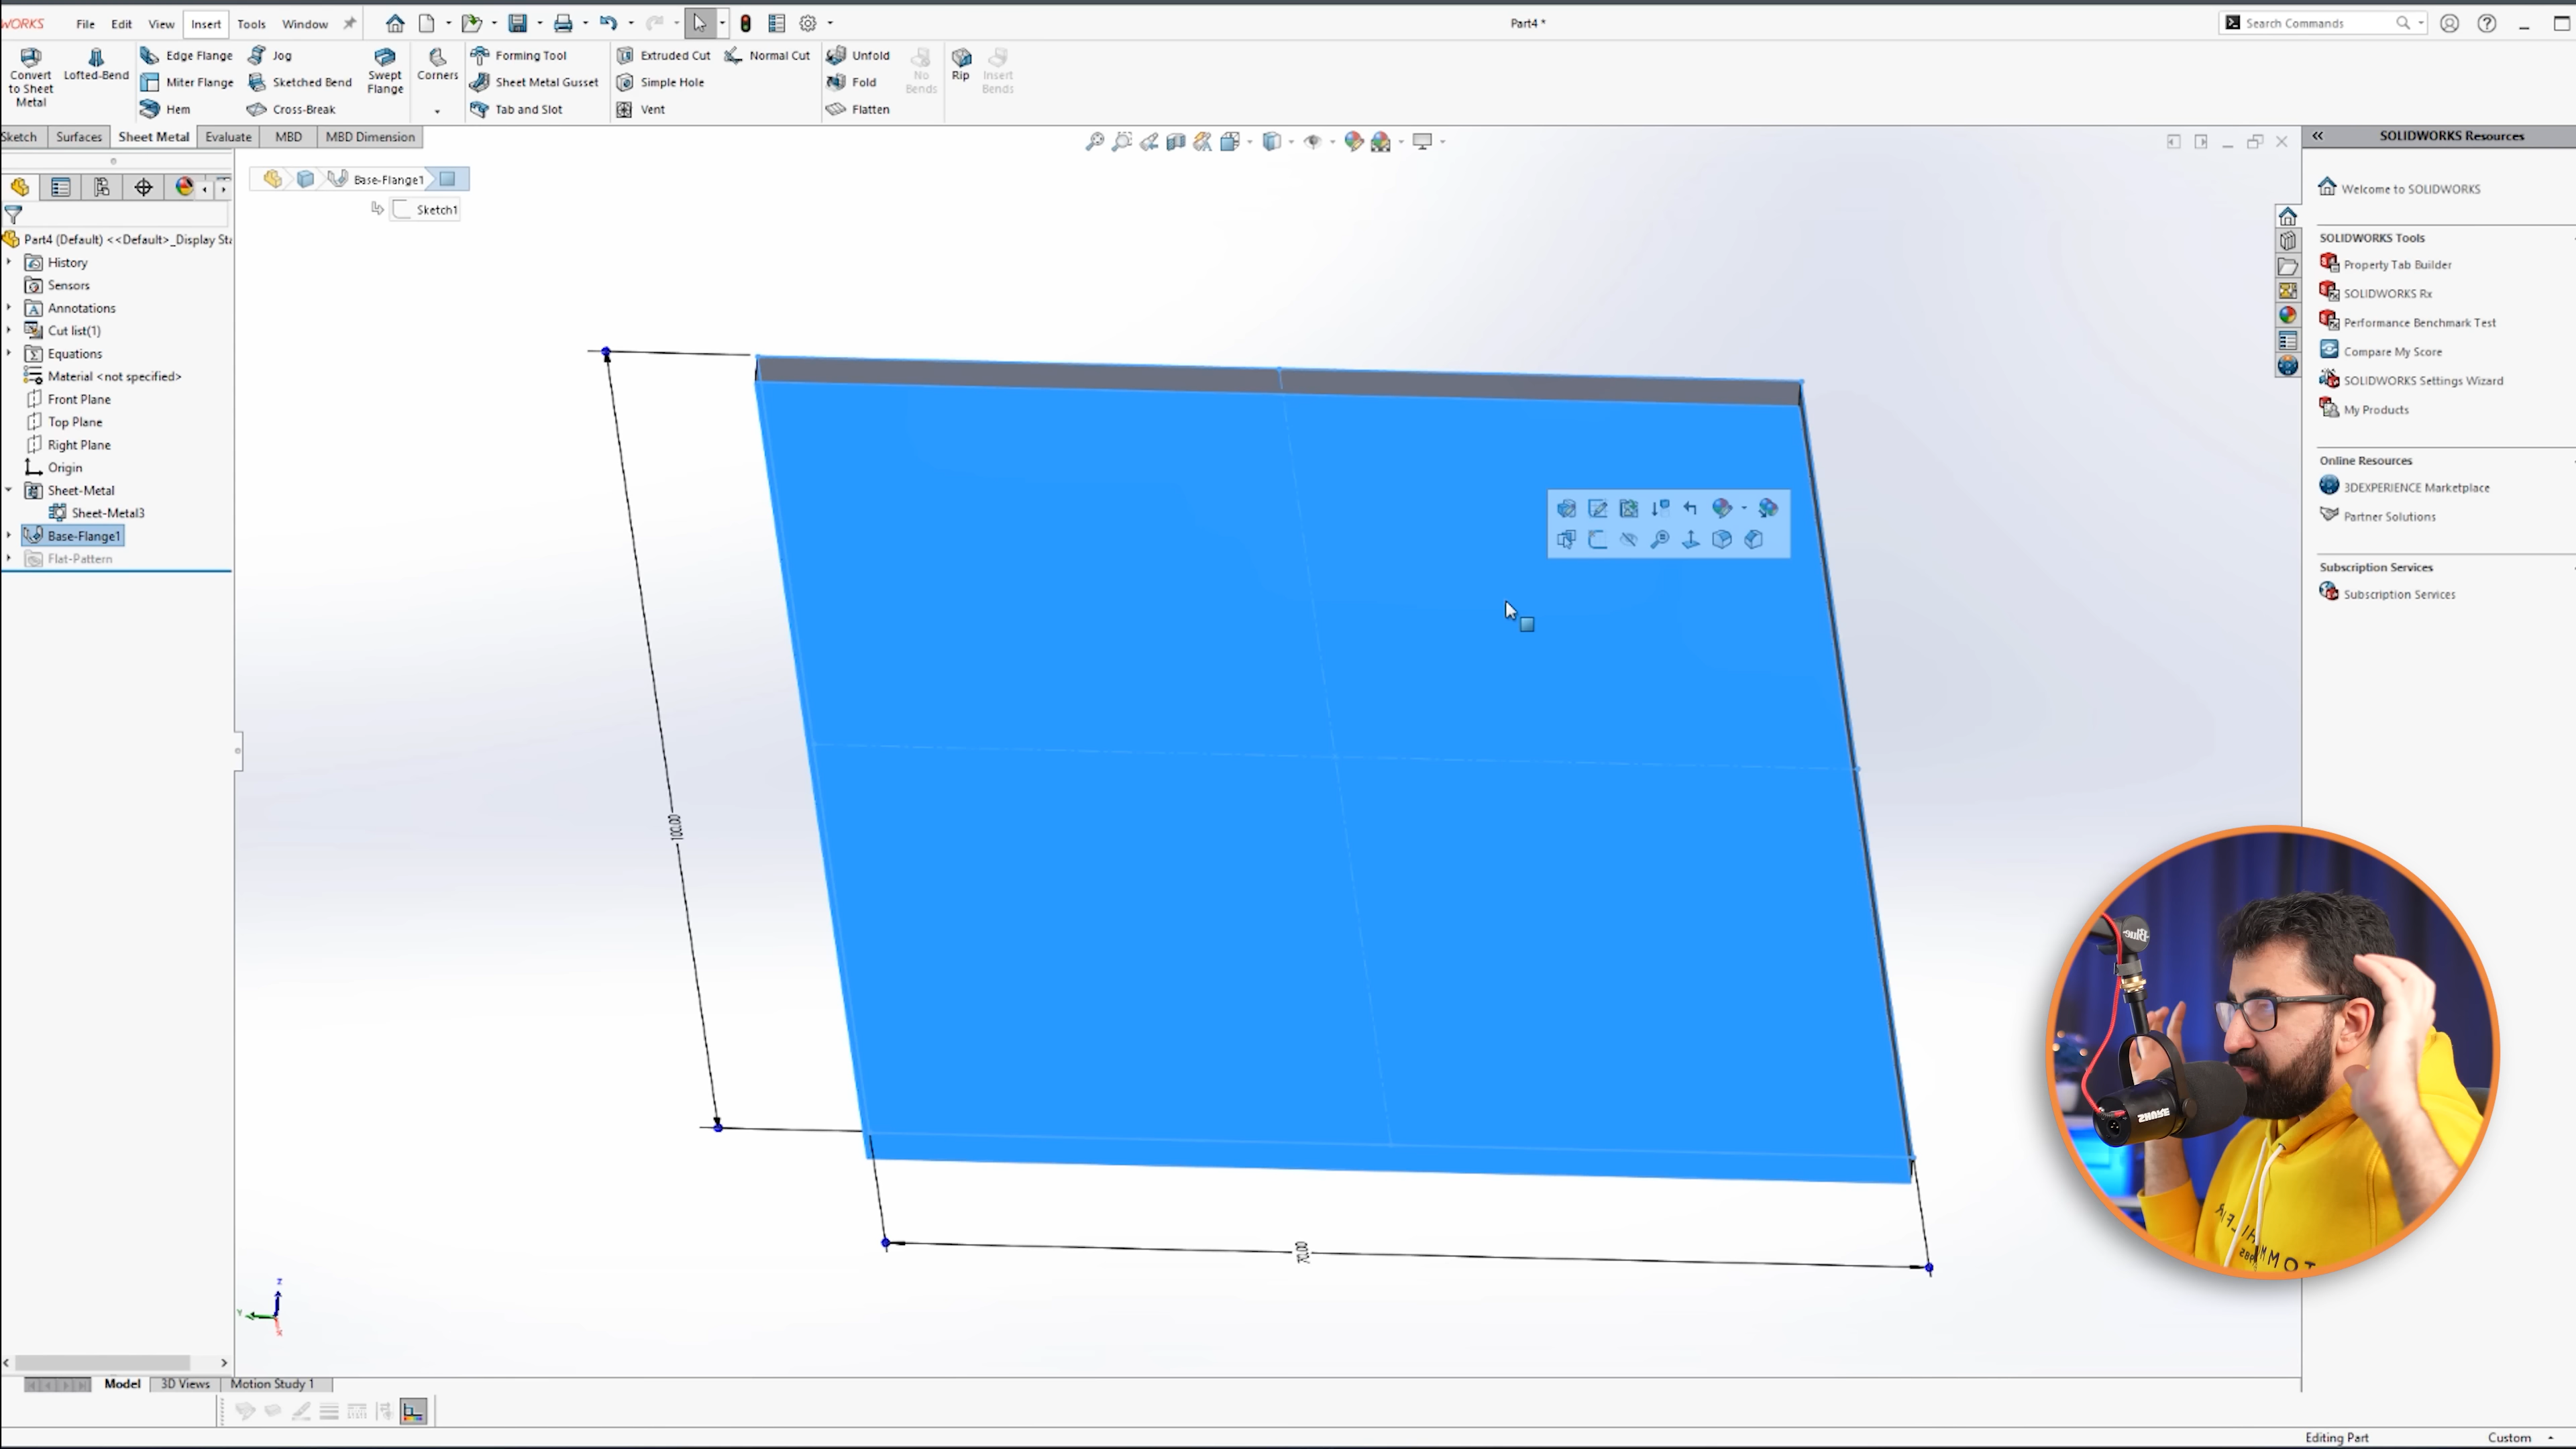 WORKS File Edit View Insert Tools Window Part4 * Search Commands
Convert to Sheet Metal
Lofted-Bend
Edge Flange
Miter Flange
Hem
Jog
Sketched Bend
Cross-Break
Swept Flange
Corners
Forming Tool
Sheet Metal Gusset
Tab and Slot
Extruded Cut
Simple Hole
Vent
Normal Cut
Unfold
Fold
Flatten
No Bends
Rip
Insert Bends
Sketch Surfaces Sheet Metal Evaluate MBD MBD Dimension
Base-Flange1
Sketch1
Part4 (Default) <<Default>_Display Sta
History
Sensors
Annotations
Cut list(1)
Equations
Material <not specified>
Front Plane
Top Plane
Right Plane
Origin
Sheet-Metal
Sheet-Metal3
Base-Flange1
Flat-Pattern
100.00
70.00
Z
Y
X
SOLIDWORKS Resources
Welcome to SOLIDWORKS
SOLIDWORKS Tools
Property Tab Builder
SOLIDWORKS Rx
Performance Benchmark Test
Compare My Score
SOLIDWORKS Settings Wizard
My Products
Online Resources
3DEXPERIENCE Marketplace
Partner Solutions
Subscription Services
Subscription Services
Blue
SHURE
Model 3D Views Motion Study 1
Editing Part Custom